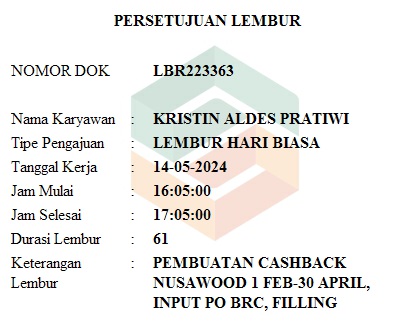 PERSETUJUAN LEMBUR
NOMOR DOK LBR223363
Nama Karyawan : KRISTIN ALDES PRATIWI
Tipe Pengajuan : LEMBUR HARI BIASA
Tanggal Kerja : 14-05-2024
Jam Mulai : 16:05:00
Jam Selesai : 17:05:00
Durasi Lembur : 61
Keterangan : PEMBUATAN CASHBACK
Lembur NUSAWOOD 1 FEB-30 APRIL,
INPUT PO BRC, FILLING